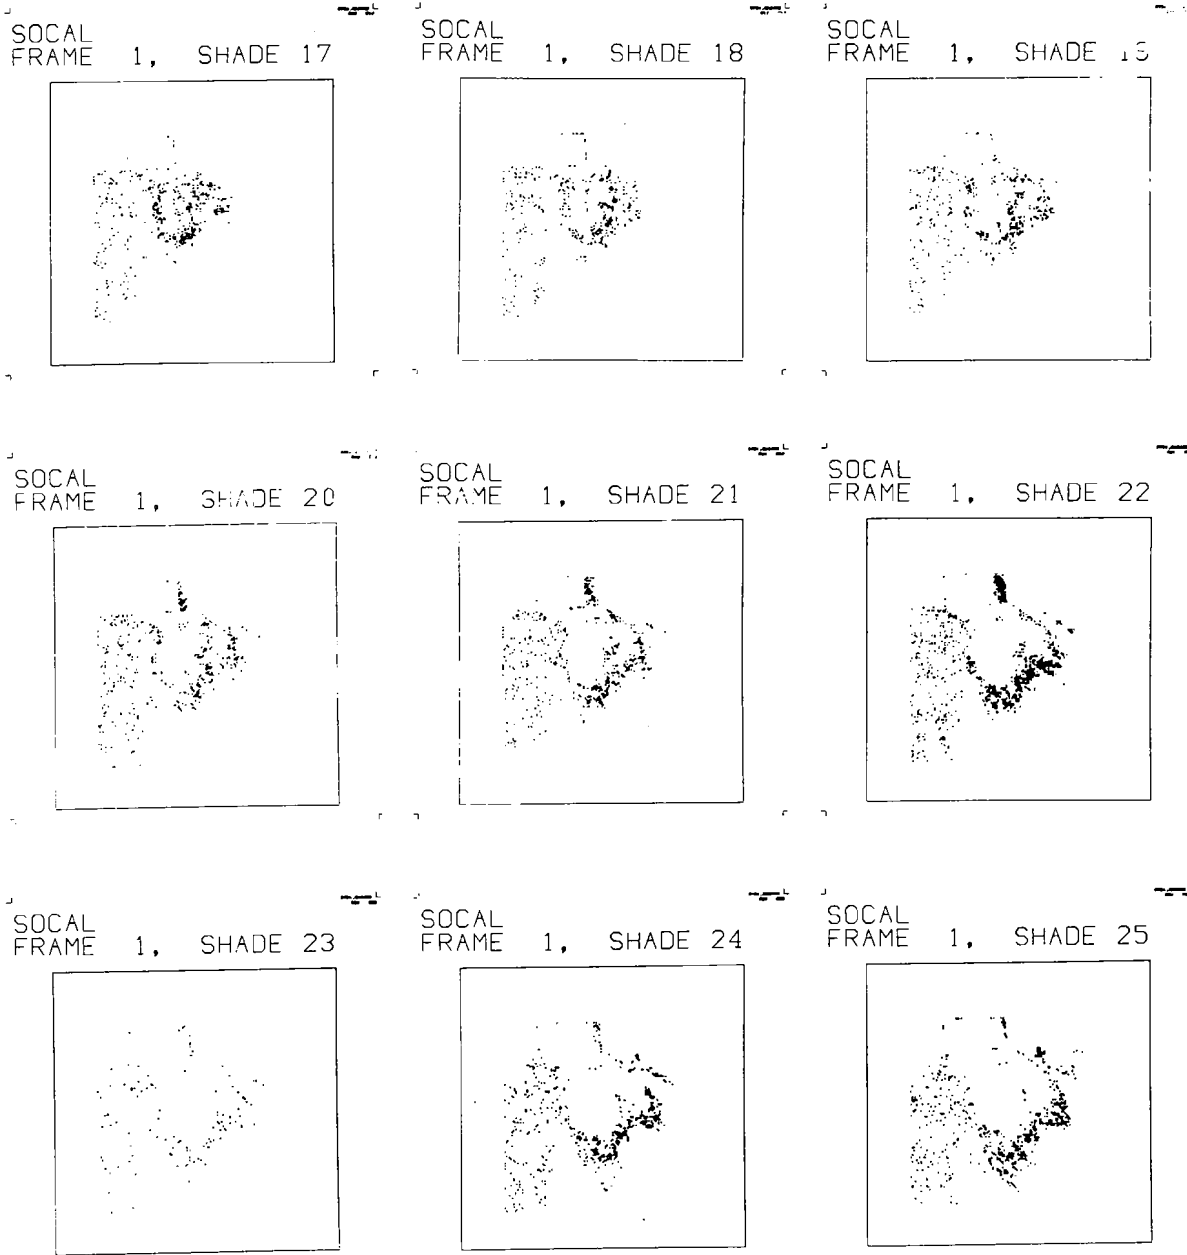 SOCAL
FRAME 1, SHADE 17
SOCAL
FRAME 1, SHADE 18
SOCAL
FRAME 1, SHADE 19
SOCAL
FRAME 1, SHADE 20
SOCAL
FRAME 1, SHADE 21
SOCAL
FRAME 1, SHADE 22
SOCAL
FRAME 1, SHADE 23
SOCAL
FRAME 1, SHADE 24
SOCAL
FRAME 1, SHADE 25